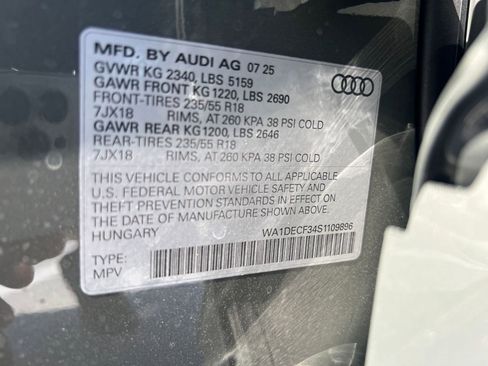 MFD. BY AUDI AG 07 25
GVWR KG 2340, LBS 5159
GAWR FRONT KG 1220, LBS 2690
FRONT-TIRES 235/55 R18
7JX18 RIMS, AT 260 KPA 38 PSI COLD
GAWR REAR KG 1200, LBS 2646
REAR-TIRES 235/55 R18
7JX18 RIMS, AT 260 KPA 38 PSI COLD
THIS VEHICLE CONFORMS TO ALL APPLICABLE
U.S. FEDERAL MOTOR VEHICLE SAFETY AND
THEFT PREVENTION STANDARDS IN EFFECT ON
THE DATE OF MANUFACTURE SHOWN ABOVE.
HUNGARY WA1DECF34S1109896
TYPE:
MPV